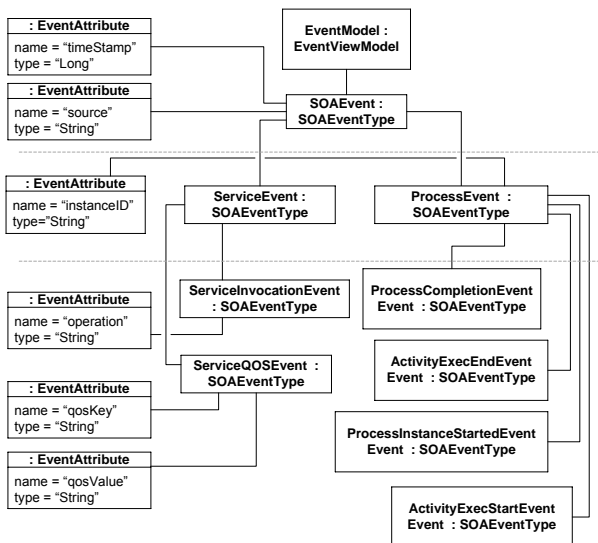 : EventAttribute
name = “timeStamp”
type = “Long”
EventModel :
EventViewModel
: EventAttribute
name = “source”
type = “String”
SOAEvent :
SOAEventType
: EventAttribute
name = “instanceID”
type=”String”
ServiceEvent :
SOAEventType
ProcessEvent :
SOAEventType
: EventAttribute
name = “operation”
type = “String”
ServiceInvocationEvent
: SOAEventType
ProcessCompletionEvent
Event : SOAEventType
ServiceQOSEvent :
SOAEventType
ActivityExecEndEvent
Event : SOAEventType
: EventAttribute
name = “qosKey”
type = “String”
ProcessInstanceStartedEvent
Event : SOAEventType
: EventAttribute
name = “qosValue”
type = “String”
ActivityExecStartEvent
Event : SOAEventType